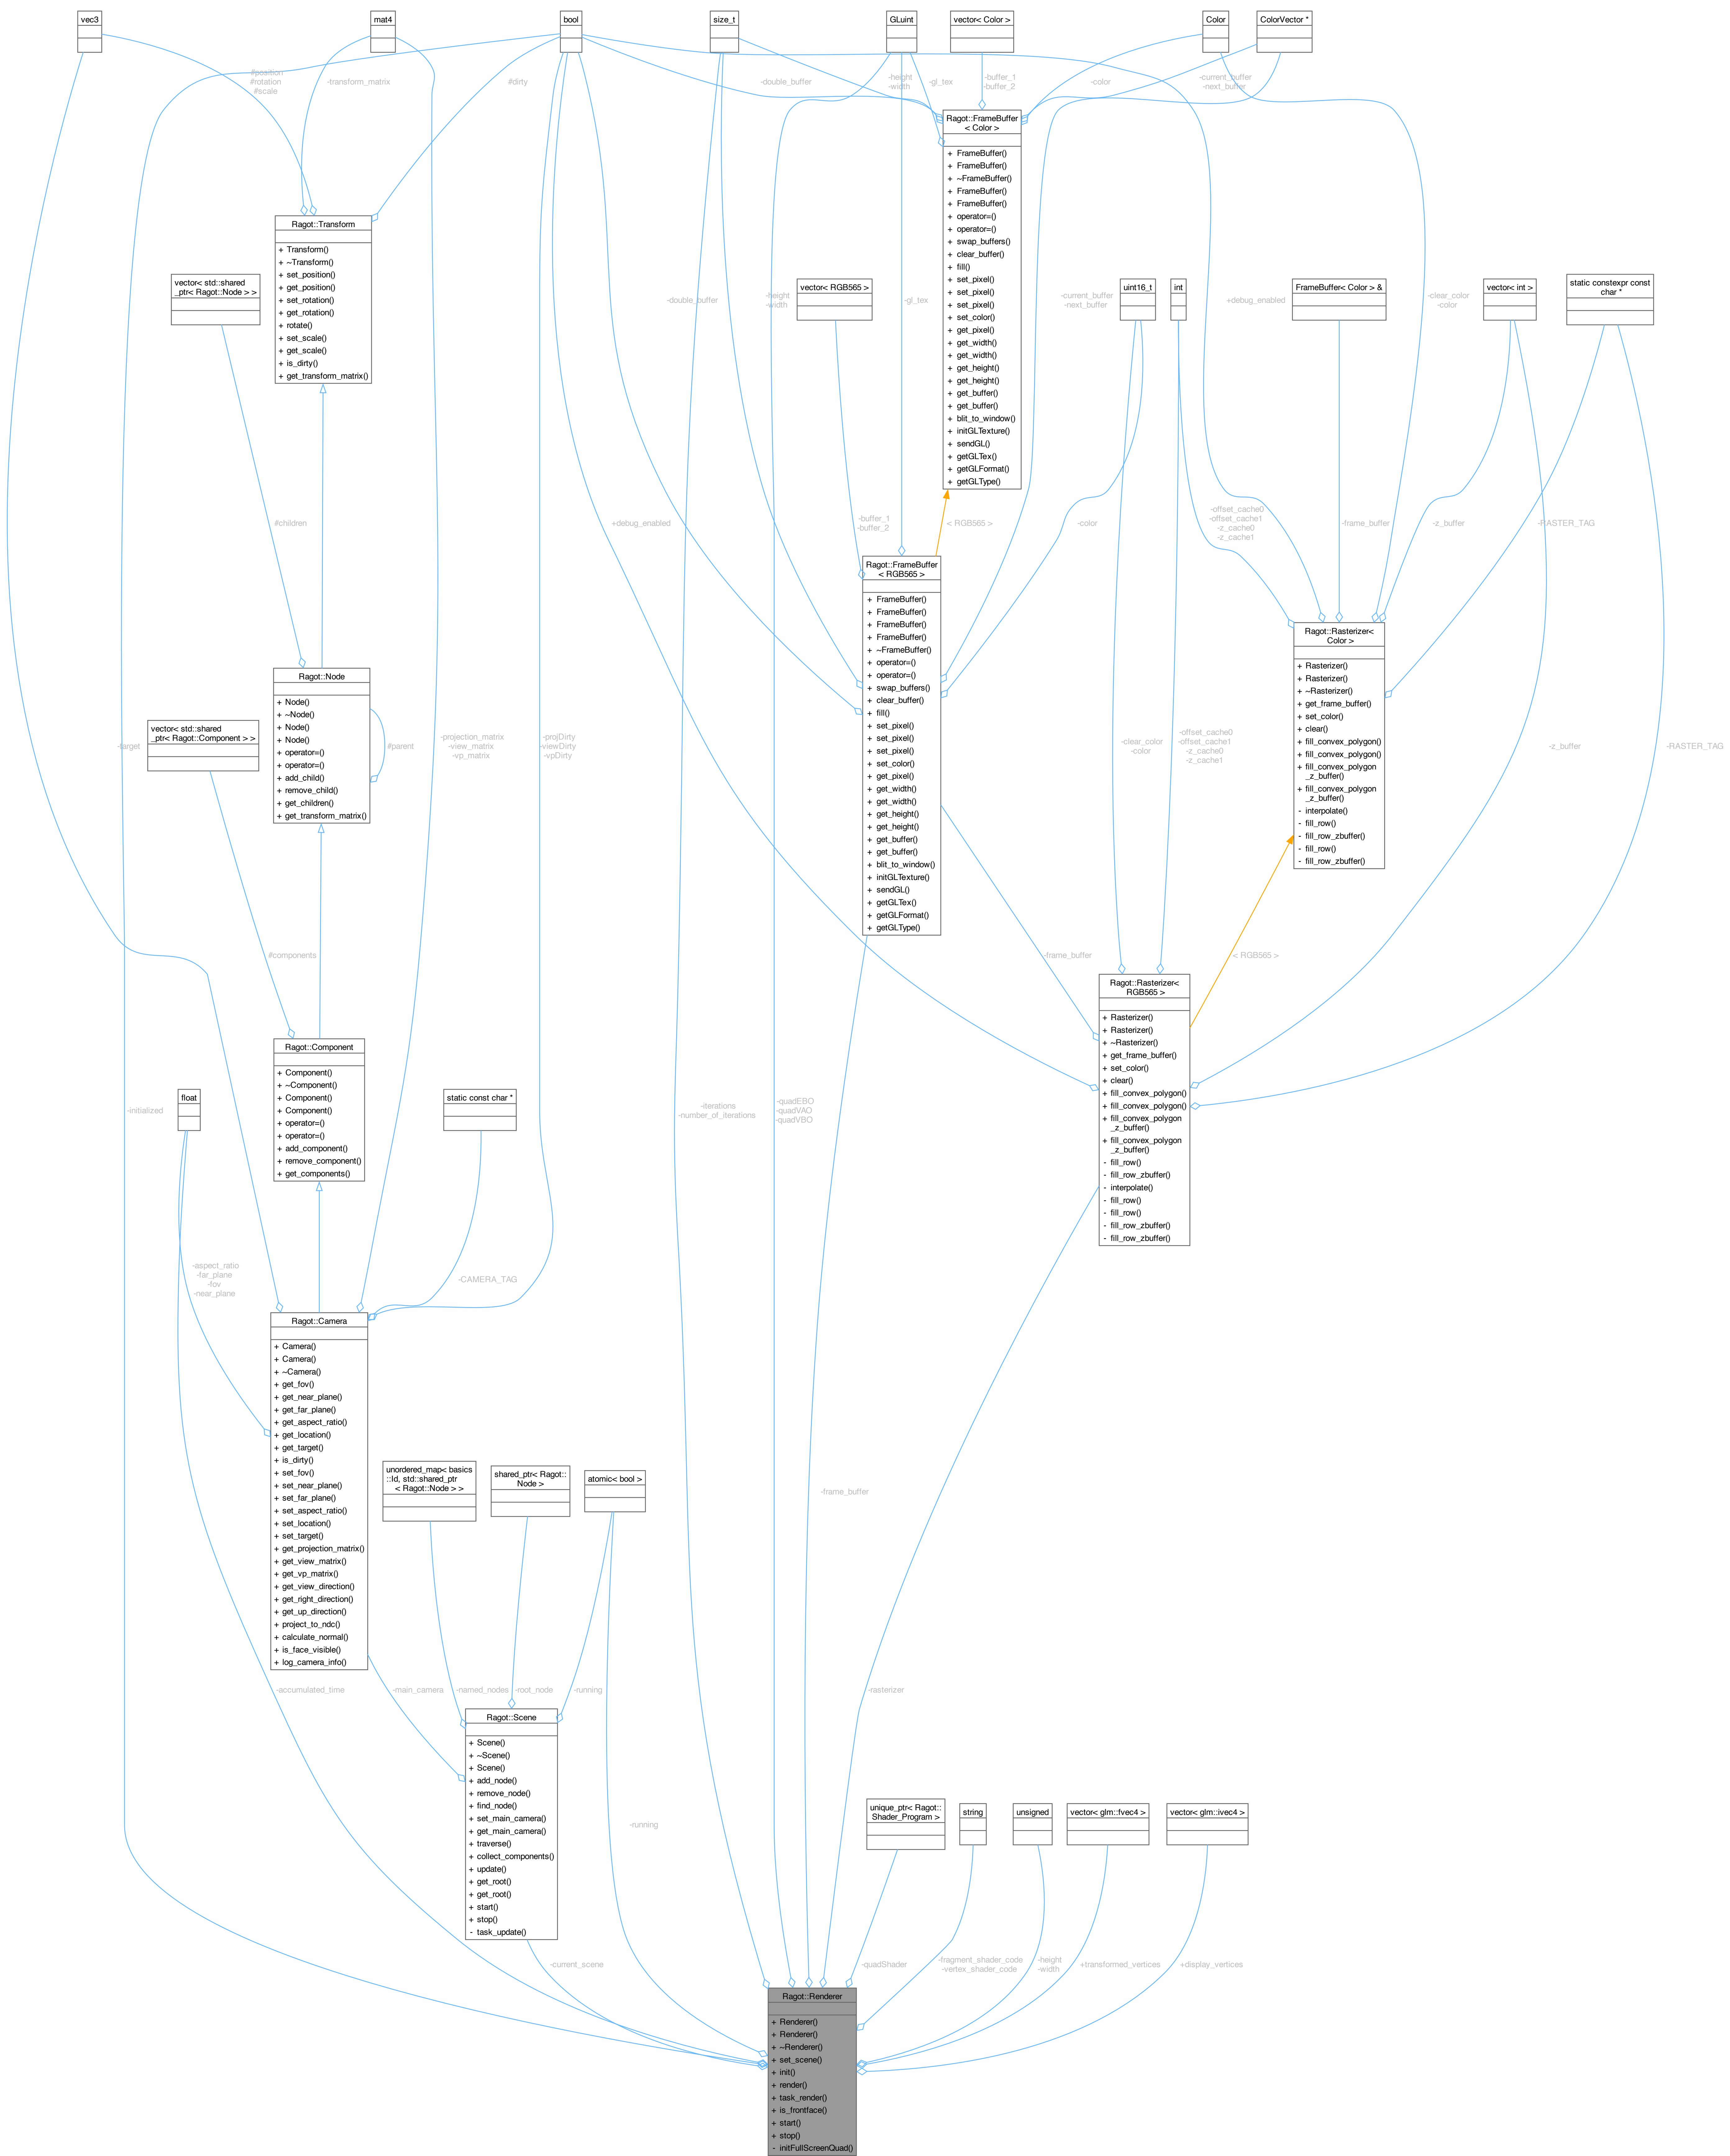 vec3
mat4
bool
size_t
GLuint
vector< Color >
Color
ColorVector *
#position
#rotation
#scale
-transform_matrix
#dirty
-double_buffer
-height
-width
-gl_tex
-buffer_1
-buffer_2
-color
-current_buffer
-next_buffer
Ragot::FrameBuffer
< Color >
+ FrameBuffer()
+ FrameBuffer()
+ ~FrameBuffer()
+ FrameBuffer()
+ FrameBuffer()
+ operator=()
+ operator=()
+ swap_buffers()
+ clear_buffer()
+ fill()
+ set_pixel()
+ set_pixel()
+ set_pixel()
+ set_color()
+ get_pixel()
+ get_width()
+ get_width()
+ get_height()
+ get_height()
+ get_buffer()
+ get_buffer()
+ blit_to_window()
+ initGLTexture()
+ sendGL()
+ getGLTex()
+ getGLFormat()
+ getGLType()
Ragot::Transform
+ Transform()
+ ~Transform()
+ set_position()
+ get_position()
+ set_rotation()
+ get_rotation()
+ rotate()
+ set_scale()
+ get_scale()
+ is_dirty()
+ get_transform_matrix()
vector< std::shared
_ptr< Ragot::Node > >
vector< RGB565 >
uint16_t
int
FrameBuffer< Color > &
vector< int >
static constexpr const
char *
-double_buffer
-height
-width
-gl_tex
-current_buffer
-next_buffer
+debug_enabled
-clear_color
-color
#children
+debug_enabled
-buffer_1
-buffer_2
< RGB565 >
-color
-offset_cache0
-offset_cache1
-z_cache0
-z_cache1
-frame_buffer
-z_buffer
-RASTER_TAG
Ragot::FrameBuffer
< RGB565 >
+ FrameBuffer()
+ FrameBuffer()
+ FrameBuffer()
+ FrameBuffer()
+ ~FrameBuffer()
+ operator=()
+ operator=()
+ swap_buffers()
+ clear_buffer()
+ fill()
+ set_pixel()
+ set_pixel()
+ set_pixel()
+ set_color()
+ get_pixel()
+ get_width()
+ get_width()
+ get_height()
+ get_height()
+ get_buffer()
+ get_buffer()
+ blit_to_window()
+ initGLTexture()
+ sendGL()
+ getGLTex()
+ getGLFormat()
+ getGLType()
Ragot::Rasterizer<
Color >
+ Rasterizer()
+ Rasterizer()
+ ~Rasterizer()
+ get_frame_buffer()
+ set_color()
+ clear()
+ fill_convex_polygon()
+ fill_convex_polygon()
+ fill_convex_polygon
_z_buffer()
+ fill_convex_polygon
_z_buffer()
- interpolate()
- fill_row()
- fill_row_zbuffer()
- fill_row()
- fill_row_zbuffer()
Ragot::Node
+ Node()
+ ~Node()
+ Node()
+ Node()
+ operator=()
+ operator=()
+ add_child()
+ remove_child()
+ get_children()
+ get_transform_matrix()
#parent
vector< std::shared
_ptr< Ragot::Component > >
-target
-projection_matrix
-view_matrix
-vp_matrix
-projDirty
-viewDirty
-vpDirty
-clear_color
-color
-offset_cache0
-offset_cache1
-z_cache0
-z_cache1
-z_buffer
-RASTER_TAG
#components
-frame_buffer
< RGB565 >
Ragot::Rasterizer<
RGB565 >
+ Rasterizer()
+ Rasterizer()
+ ~Rasterizer()
+ get_frame_buffer()
+ set_color()
+ clear()
+ fill_convex_polygon()
+ fill_convex_polygon()
+ fill_convex_polygon
_z_buffer()
+ fill_convex_polygon
_z_buffer()
- fill_row()
- fill_row_zbuffer()
- interpolate()
- fill_row()
- fill_row()
- fill_row_zbuffer()
- fill_row_zbuffer()
Ragot::Component
+ Component()
+ ~Component()
+ Component()
+ Component()
+ operator=()
+ operator=()
+ add_component()
+ remove_component()
+ get_components()
float
static const char *
-initialized
-iterations
-number_of_iterations
-quadEBO
-quadVAO
-quadVBO
-aspect_ratio
-far_plane
-fov
-near_plane
-CAMERA_TAG
Ragot::Camera
+ Camera()
+ Camera()
+ ~Camera()
+ get_fov()
+ get_near_plane()
+ get_far_plane()
+ get_aspect_ratio()
+ get_location()
+ get_target()
+ is_dirty()
+ set_fov()
+ set_near_plane()
+ set_far_plane()
+ set_aspect_ratio()
+ set_location()
+ set_target()
+ get_projection_matrix()
+ get_view_matrix()
+ get_vp_matrix()
+ get_view_direction()
+ get_right_direction()
+ get_up_direction()
+ project_to_ndc()
+ calculate_normal()
+ is_face_visible()
+ log_camera_info()
unordered_map< basics
::Id, std::shared_ptr
< Ragot::Node > >
shared_ptr< Ragot::
Node >
atomic< bool >
-frame_buffer
-accumulated_time
-main_camera
-named_nodes
-root_node
-running
-rasterizer
Ragot::Scene
+ Scene()
+ ~Scene()
+ Scene()
+ add_node()
+ remove_node()
+ find_node()
+ set_main_camera()
+ get_main_camera()
+ traverse()
+ collect_components()
+ update()
+ get_root()
+ get_root()
+ start()
+ stop()
- task_update()
unique_ptr< Ragot::
Shader_Program >
string
unsigned
vector< glm::fvec4 >
vector< glm::ivec4 >
-running
-current_scene
-quadShader
-fragment_shader_code
-vertex_shader_code
-height
-width
+transformed_vertices
+display_vertices
Ragot::Renderer
+ Renderer()
+ Renderer()
+ ~Renderer()
+ set_scene()
+ init()
+ render()
+ task_render()
+ is_frontface()
+ start()
+ stop()
- initFullScreenQuad()